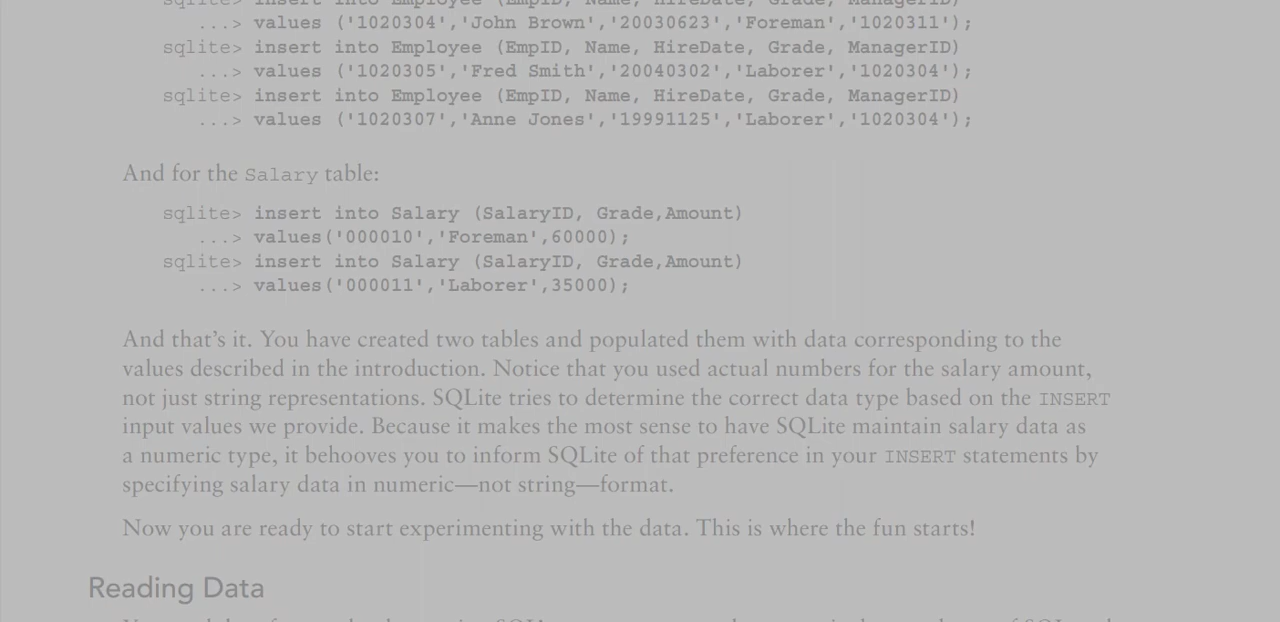 sqlite> insert into Employee (EmpID, Name, HireDate, Grade, ManagerID)
...> values ('1020304','John Brown','20030623','Foreman','1020311');
sqlite> insert into Employee (EmpID, Name, HireDate, Grade, ManagerID)
...> values ('1020305','Fred Smith','20040302','Laborer','1020304');
sqlite> insert into Employee (EmpID, Name, HireDate, Grade, ManagerID)
...> values ('1020307','Anne Jones','19991125','Laborer','1020304');
And for the Salary table:
sqlite> insert into Salary (SalaryID, Grade,Amount)
...> values('000010','Foreman',60000);
sqlite> insert into Salary (SalaryID, Grade,Amount)
...> values('000011','Laborer',35000);
And that’s it. You have created two tables and populated them with data corresponding to the
values described in the introduction. Notice that you used actual numbers for the salary amount,
not just string representations. SQLite tries to determine the correct data type based on the INSERT
input values we provide. Because it makes the most sense to have SQLite maintain salary data as
a numeric type, it behooves you to inform SQLite of that preference in your INSERT statements by
specifying salary data in numeric—not string—format.
Now you are ready to start experimenting with the data. This is where the fun starts!
Reading Data